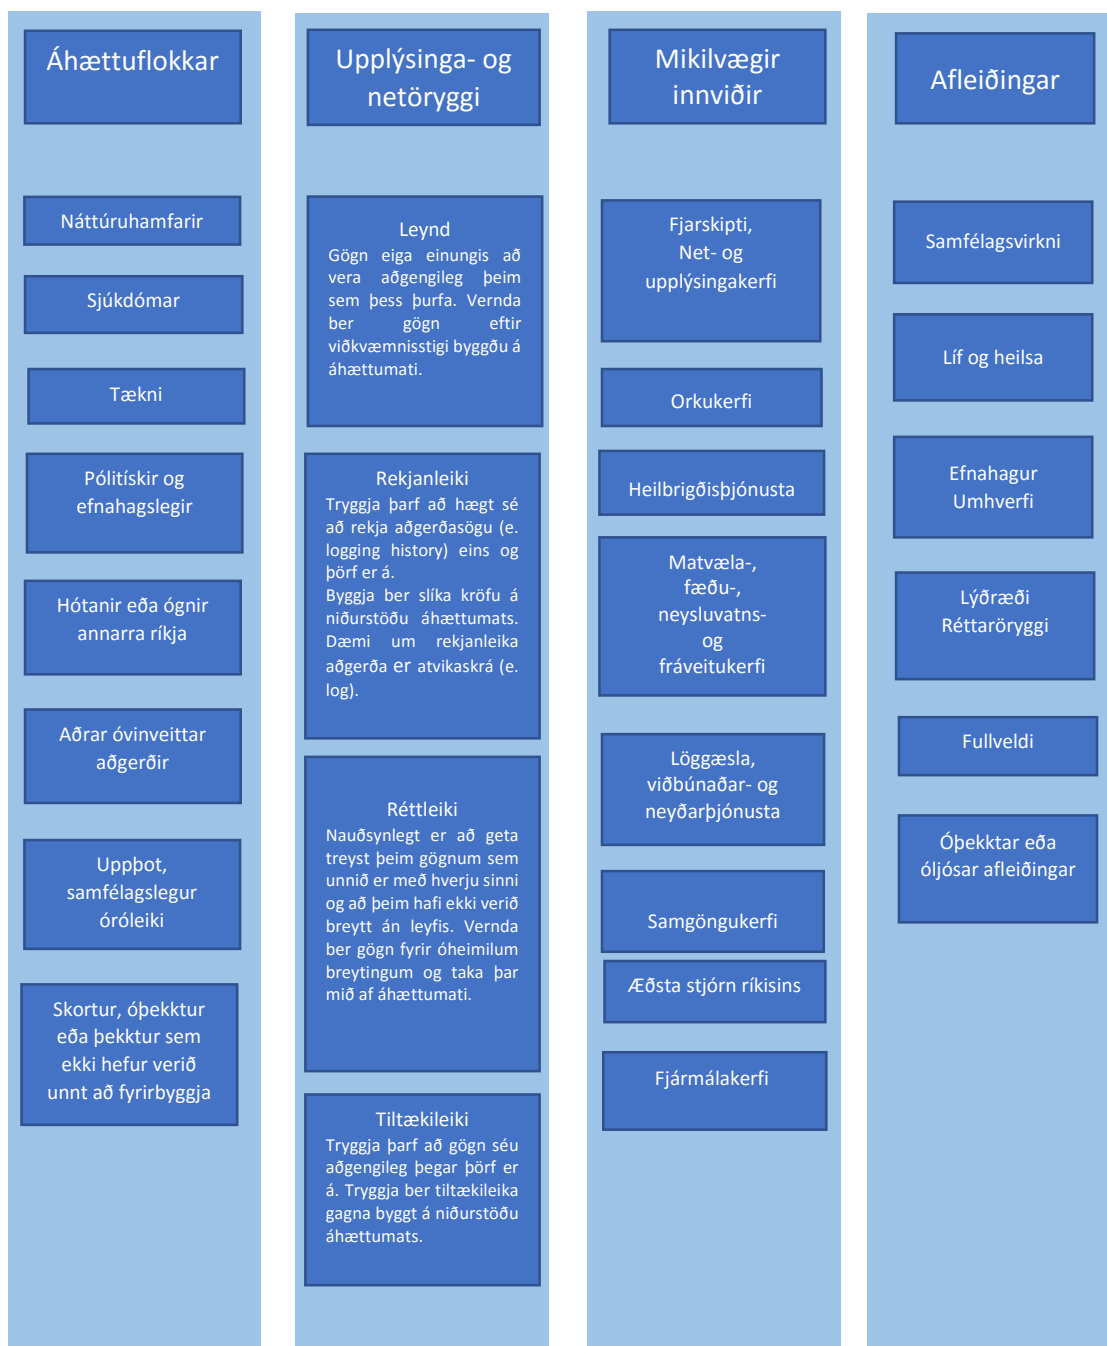 Áhættuflokkar
Náttúruhamfarir
Sjúkdómar
Tækni
Pólitískir og
efnahagslegir
Hótanir eða ógnir
annarra ríkja
Aðrar óvinveittar
aðgerðir
Uppþot,
samfélagslegur
óróleiki
Skortur, óþekktur
eða þekktur sem
ekki hefur verið
unnt að fyrirbyggja
Upplýsinga- og
netöryggi
Leynd
Gögn eiga einungis að
vera aðgengileg þeim
sem þess þurfa. Vernda
ber gögn eftir
viðkvæmnisstigi byggðu á
áhættumati.
Rekjanleiki
Tryggja þarf að hægt sé
að rekja aðgerðasögu (e.
logging history) eins og
þörf er á.
Byggja ber slíka kröfu á
niðurstöðu áhættumats.
Dæmi um rekjanleika
aðgerða er atvikaskrá (e.
log).
Réttleiki
Nauðsynlegt er að geta
treyst þeim gögnum sem
unnið er með hverju sinni
og að þeim hafi ekki verið
breytt án leyfis. Vernda
ber gögn fyrir óheimilum
breytingum og taka þar
mið af áhættumati.
Tiltækileiki
Tryggja þarf að gögn séu
aðgengileg þegar þörf er
á. Tryggja ber tiltækileika
gagna byggt á niðurstöðu
áhættumats.
Mikilvægir
innviðir
Fjarskipti,
Net- og
upplýsingakerfi
Orkukerfi
Heilbrigðisþjónusta
Matvæla-,
fæðu-,
neysluvatns-
og
fráveitukerfi
Löggæsla,
viðbúnaðar- og
neyðarþjónusta
Samgöngukerfi
Æðsta stjórn ríkisins
Fjármálakerfi
Afleiðingar
Samfélagsvirkni
Líf og heilsa
Efnahagur
Umhverfi
Lýðræði
Réttaröryggi
Fullveldi
Óþekktar eða
óljósar afleiðingar